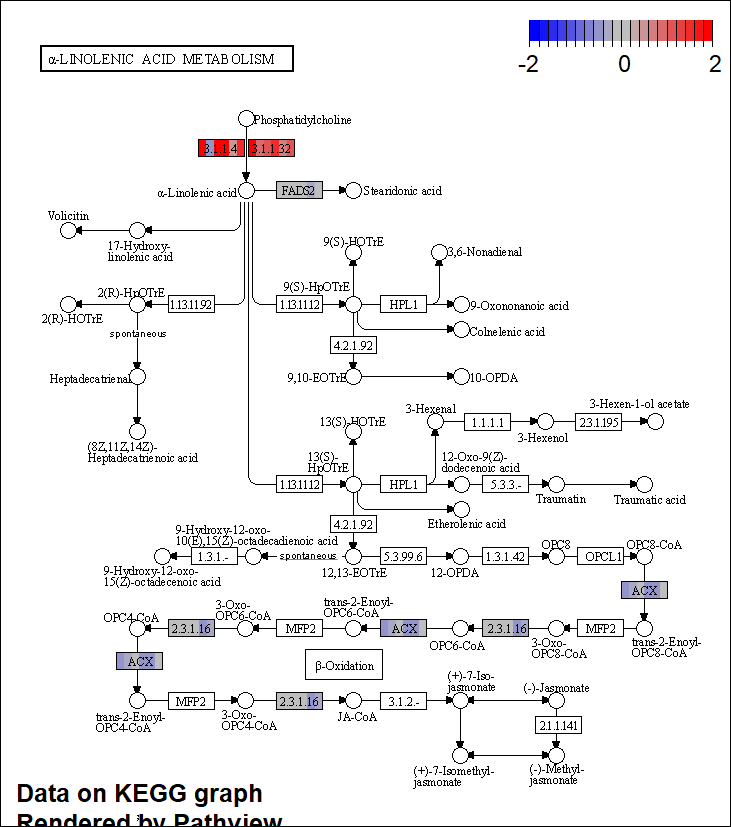 α-LINOLENIC ACID METABOLISM
-2 0 2
Phosphatidylcholine
3.1.1.4 3.1.1.32
α-Linolenic acid FADS2 Stearidonic acid
Volicitin
17-Hydroxy-
linolenic acid
9(S)-HOTrE
3,6-Nonadienal
2(R)-HpOTrE
9(S)-HpOTrE
1.13.11.92
1.13.11.12 HPL1 9-Oxononanoic acid
2(R)-HOTrE
Colnelenic acid
spontaneous
4.2.1.92
Heptadecatrienal
9,10-EOTrE 10-OPDA
3-Hexenal
3-Hexen-1-ol acetate
13(S)-HOTrE
1.1.1.1 2.3.1.195
3-Hexenol
(8Z,11Z,14Z)-
Heptadecatrienoic acid
13(S)-
HpOTrE
12-Oxo-9(Z)-
dodecenoic acid
1.13.11.12 HPL1 5.3.3.-
Traumatin Traumatic acid
Etherolenic acid
4.2.1.92
9-Hydroxy-12-oxo-
10(E),15(Z)-octadecadienoic acid
OPC8 OPC8-CoA
1.3.1.- spontaneous 5.3.99.6 1.3.1.42 OPCL1
9-Hydroxy-12-oxo-
15(Z)-octadecenoic acid
12,13-EOTrE 12-OPDA
ACX
OPC4-CoA
3-Oxo-
OPC6-CoA
trans-2-Enoyl-
OPC6-CoA
2.3.1.16 MFP2 ACX 2.3.1.16 MFP2
OPC6-CoA
3-Oxo-
OPC8-CoA
trans-2-Enoyl-
OPC8-CoA
ACX
β-Oxidation
(+)-7-Iso-
jasmonate
(-)-Jasmonate
MFP2 2.3.1.16 3.1.2.-
trans-2-Enoyl-
OPC4-CoA
3-Oxo-
OPC4-CoA
JA-CoA
2.1.1.141
(+)-7-Isomethyl-
jasmonate
(-)-Methyl-
jasmonate
Data on KEGG graph
Rendered by Pathview